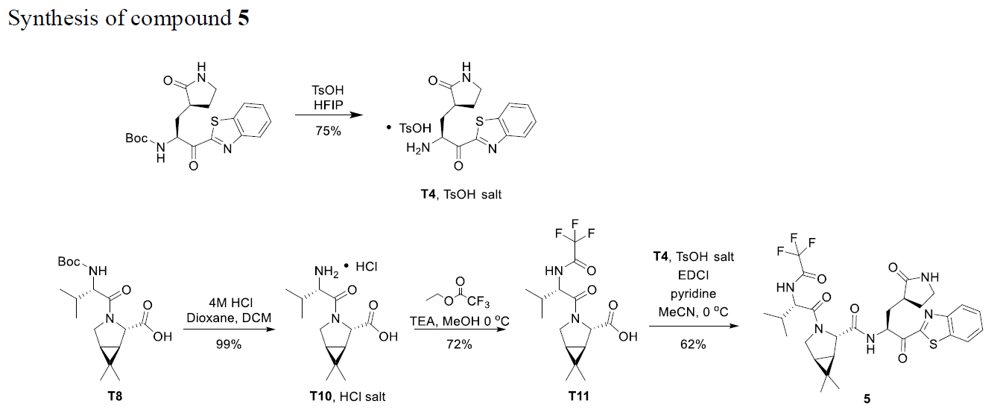 Synthesis of compound 5
O
H
N
S
N
Boc
N
H
O
TsOH
HFIP
75%
O
H
N
S
N
• TsOH
H2N
O
T4, TsOH salt
Boc
NH
O
N
O
OH
T8
4M HCl
Dioxane, DCM
99%
NH2 • HCl
O
N
O
OH
T10, HCl salt
O
O CF3
TEA, MeOH 0 °C
72%
F
F F
HN O
O
N
O
OH
T11
T4, TsOH salt
EDCI
pyridine
MeCN, 0 °C
62%
F
F F
HN O
O
N
O
N
H
O
NH
N
S
O
5